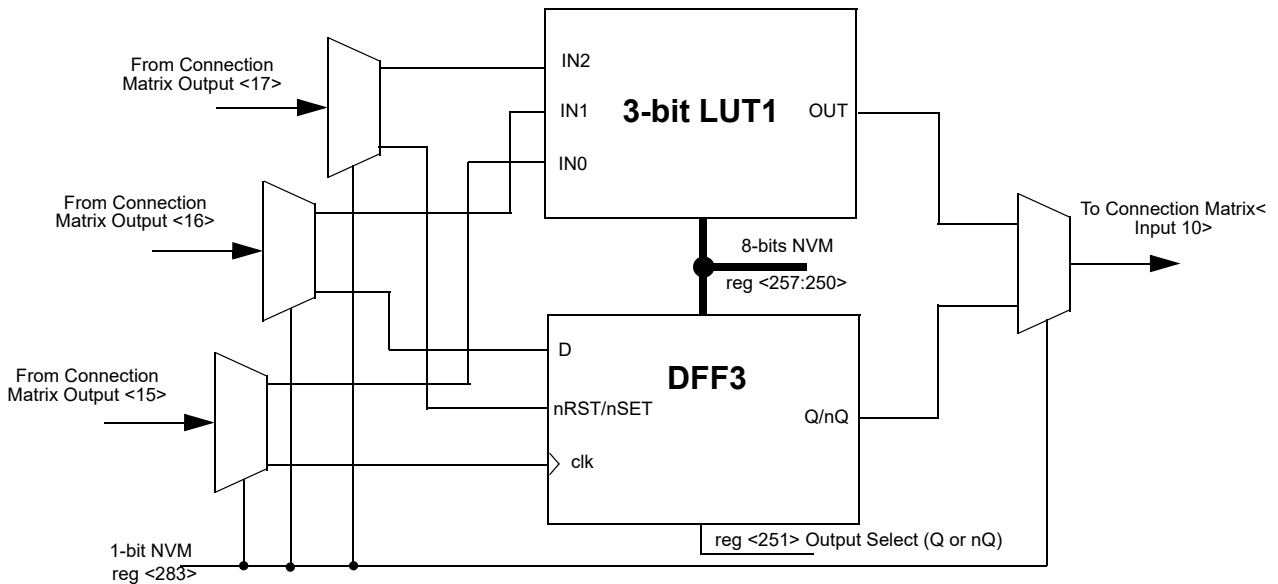 From Connection
Matrix Output <17>
IN2
IN1
IN0
3-bit LUT1
OUT
From Connection
Matrix Output <16>
8-bits NVM
reg <257:250>
To Connection Matrix<
Input 10>
From Connection
Matrix Output <15>
D
nRST/nSET
clk
DFF3
Q/nQ
reg <251> Output Select (Q or nQ)
1-bit NVM
reg <283>